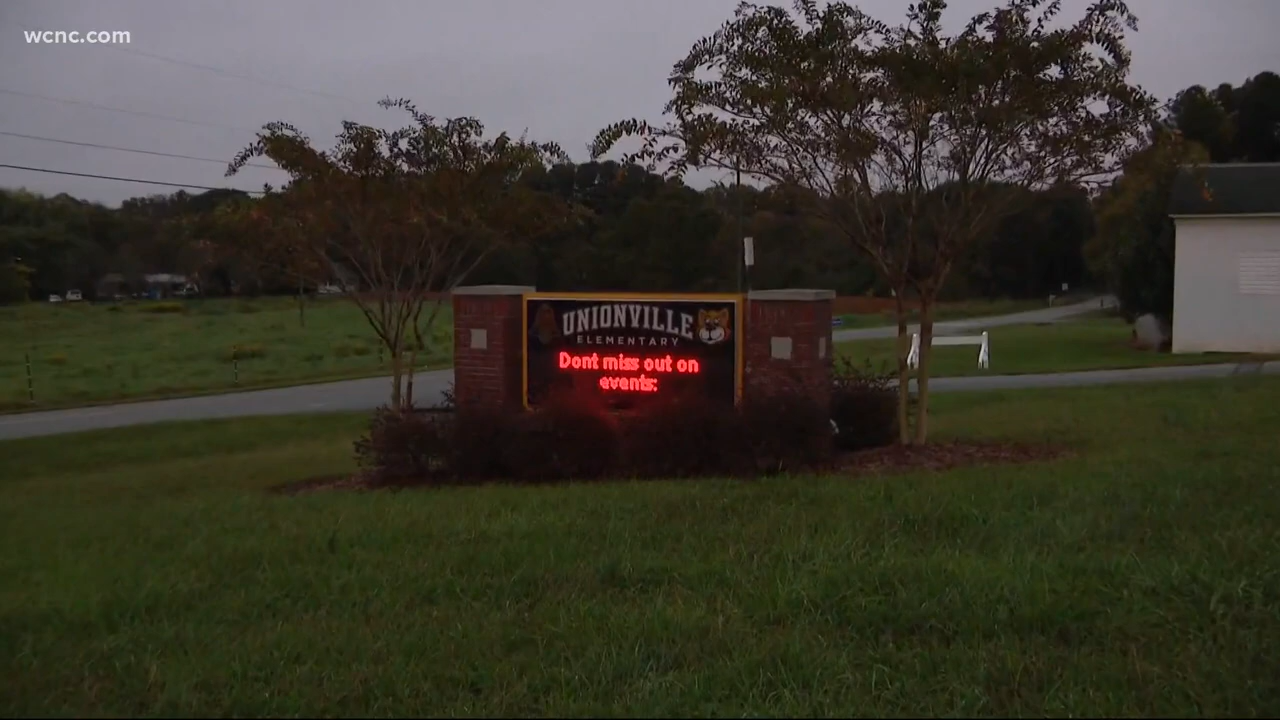 wcnc.com
UNIONVILLE
ELEMENTARY
Dont miss out on
events: